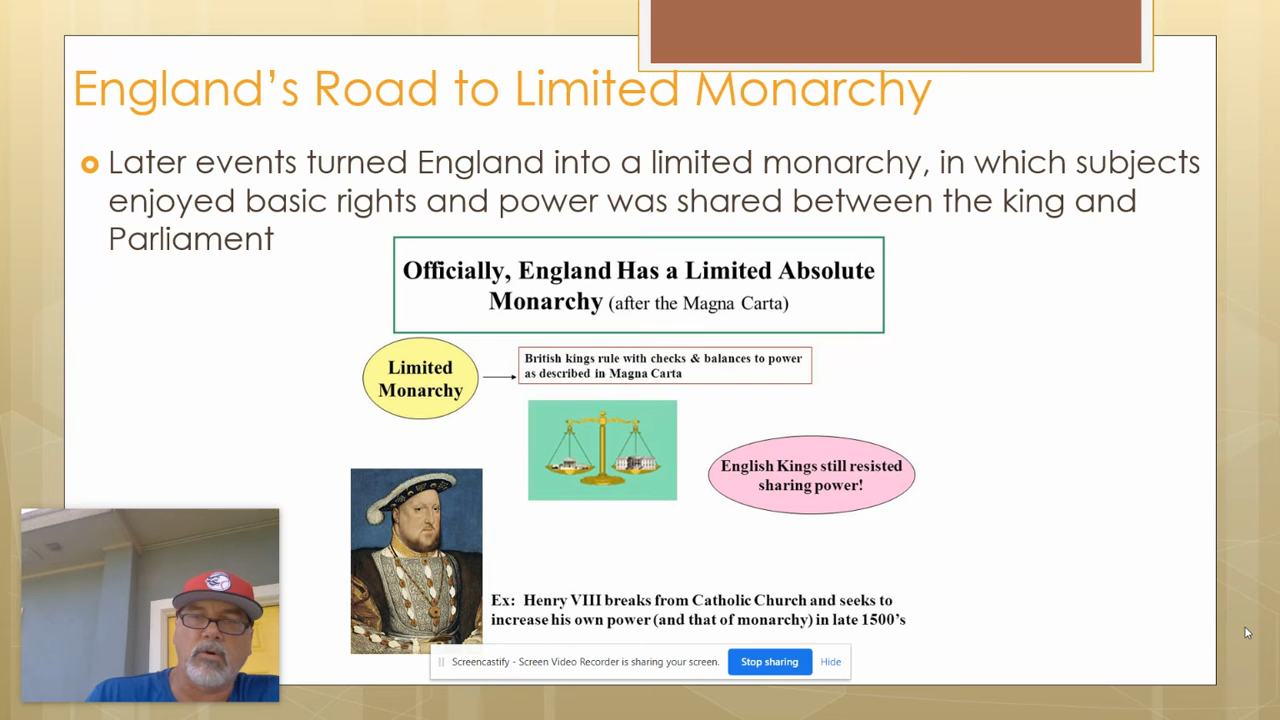 England's Road to Limited Monarchy
Later events turned England into a limited monarchy, in which subjects
enjoyed basic rights and power was shared between the king and
Parliament
Officially, England Has a Limited Absolute
Monarchy (after the Magna Carta)
Limited
Monarchy
British kings rule with checks & balances to power
as described in Magna Carta
English Kings still resisted
sharing power!
Ex: Henry VIII breaks from Catholic Church and seeks to
increase his own power (and that of monarchy) in late 1500's
Screencastify - Screen Video Recorder is sharing your screen. Stop sharing Hide